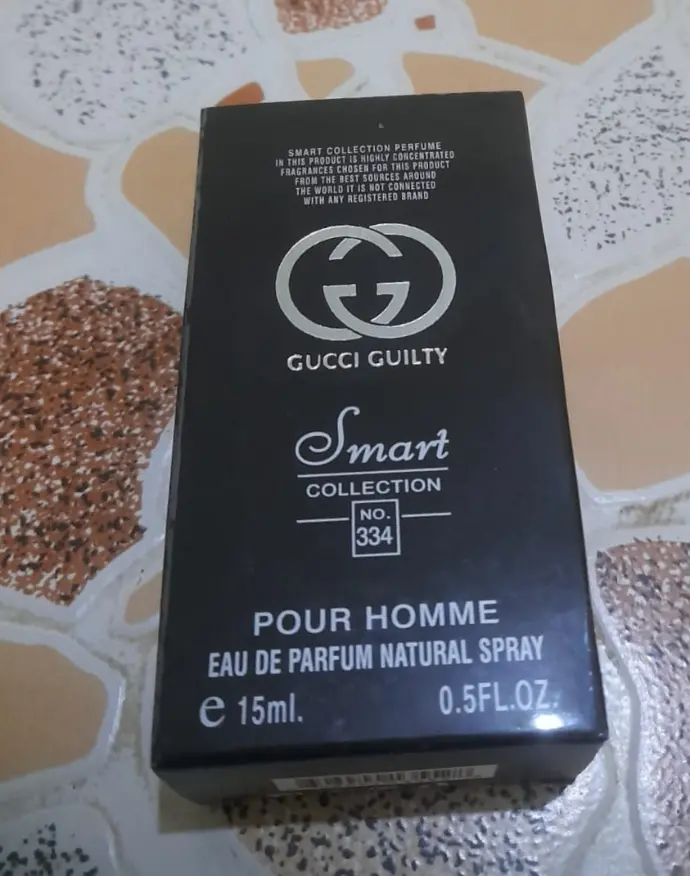 SMART COLLECTION PERFUME
IN THIS PRODUCT IS HIGHLY CONCENTRATED
FRAGRANCES CHOSEN FOR THIS PRODUCT
FROM THE BEST SOURCES AROUND
THE WORLD IT IS NOT CONNECTED
WITH ANY REGISTERED BRAND
GUCCI GUILTY
Smart
COLLECTION
NO.
334
POUR HOMME
EAU DE PARFUM NATURAL SPRAY
e 15ml. 0.5FL.OZ.